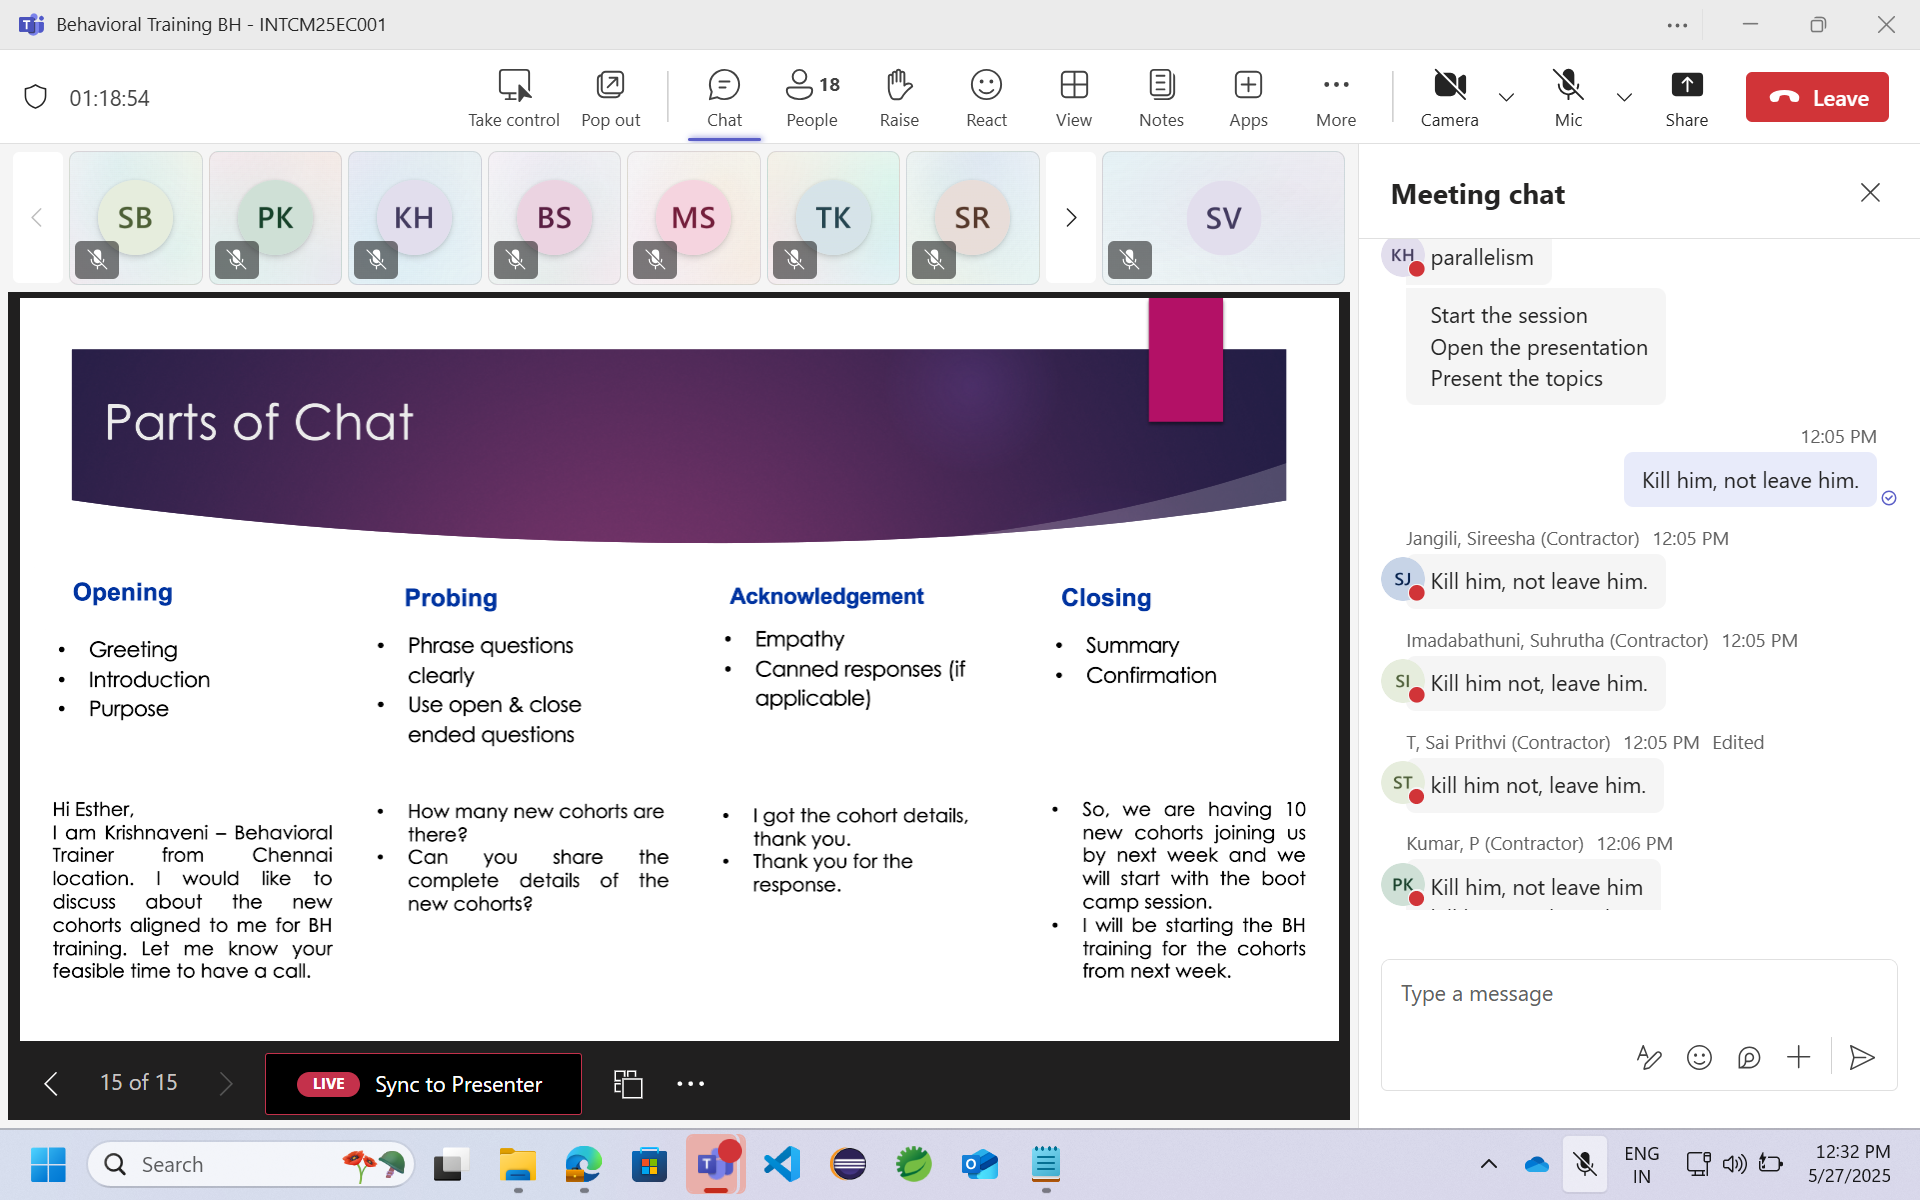 Behavioral Training BH - INTCM25EC001
01:18:54
Take control
Pop out
Chat
18
People
Raise
React
View
Notes
Apps
More
Camera
Mic
Share
Leave
SB
PK
KH
BS
MS
TK
SR
SV
Parts of Chat
Opening
• Greeting
• Introduction
• Purpose
Hi Esther,
I am Krishnaveni – Behavioral
Trainer from Chennai
location. I would like to
discuss about the new
cohorts aligned to me for BH
training. Let me know your
feasible time to have a call.
Probing
• Phrase questions
clearly
• Use open & close
ended questions
• How many new cohorts are
there?
• Can you share the
complete details of the
new cohorts?
Acknowledgement
• Empathy
• Canned responses (if
applicable)
• I got the cohort details,
thank you.
• Thank you for the
response.
Closing
• Summary
• Confirmation
• So, we are having 10
new cohorts joining us
by next week and we
will start with the boot
camp session.
• I will be starting the BH
training for the cohorts
from next week.
15 of 15
LIVE
Sync to Presenter
Meeting chat
KH
parallelism
Start the session
Open the presentation
Present the topics
12:05 PM
Kill him, not leave him.
Jangili, Sireesha (Contractor) 12:05 PM
SJ
Kill him, not leave him.
Imadabathuni, Suhrutha (Contractor) 12:05 PM
SI
Kill him not, leave him.
T, Sai Prithvi (Contractor) 12:05 PM Edited
ST
kill him not, leave him.
Kumar, P (Contractor) 12:06 PM
PK
Kill him, not leave him
Type a message
Search
ENG
IN
12:32 PM
5/27/2025